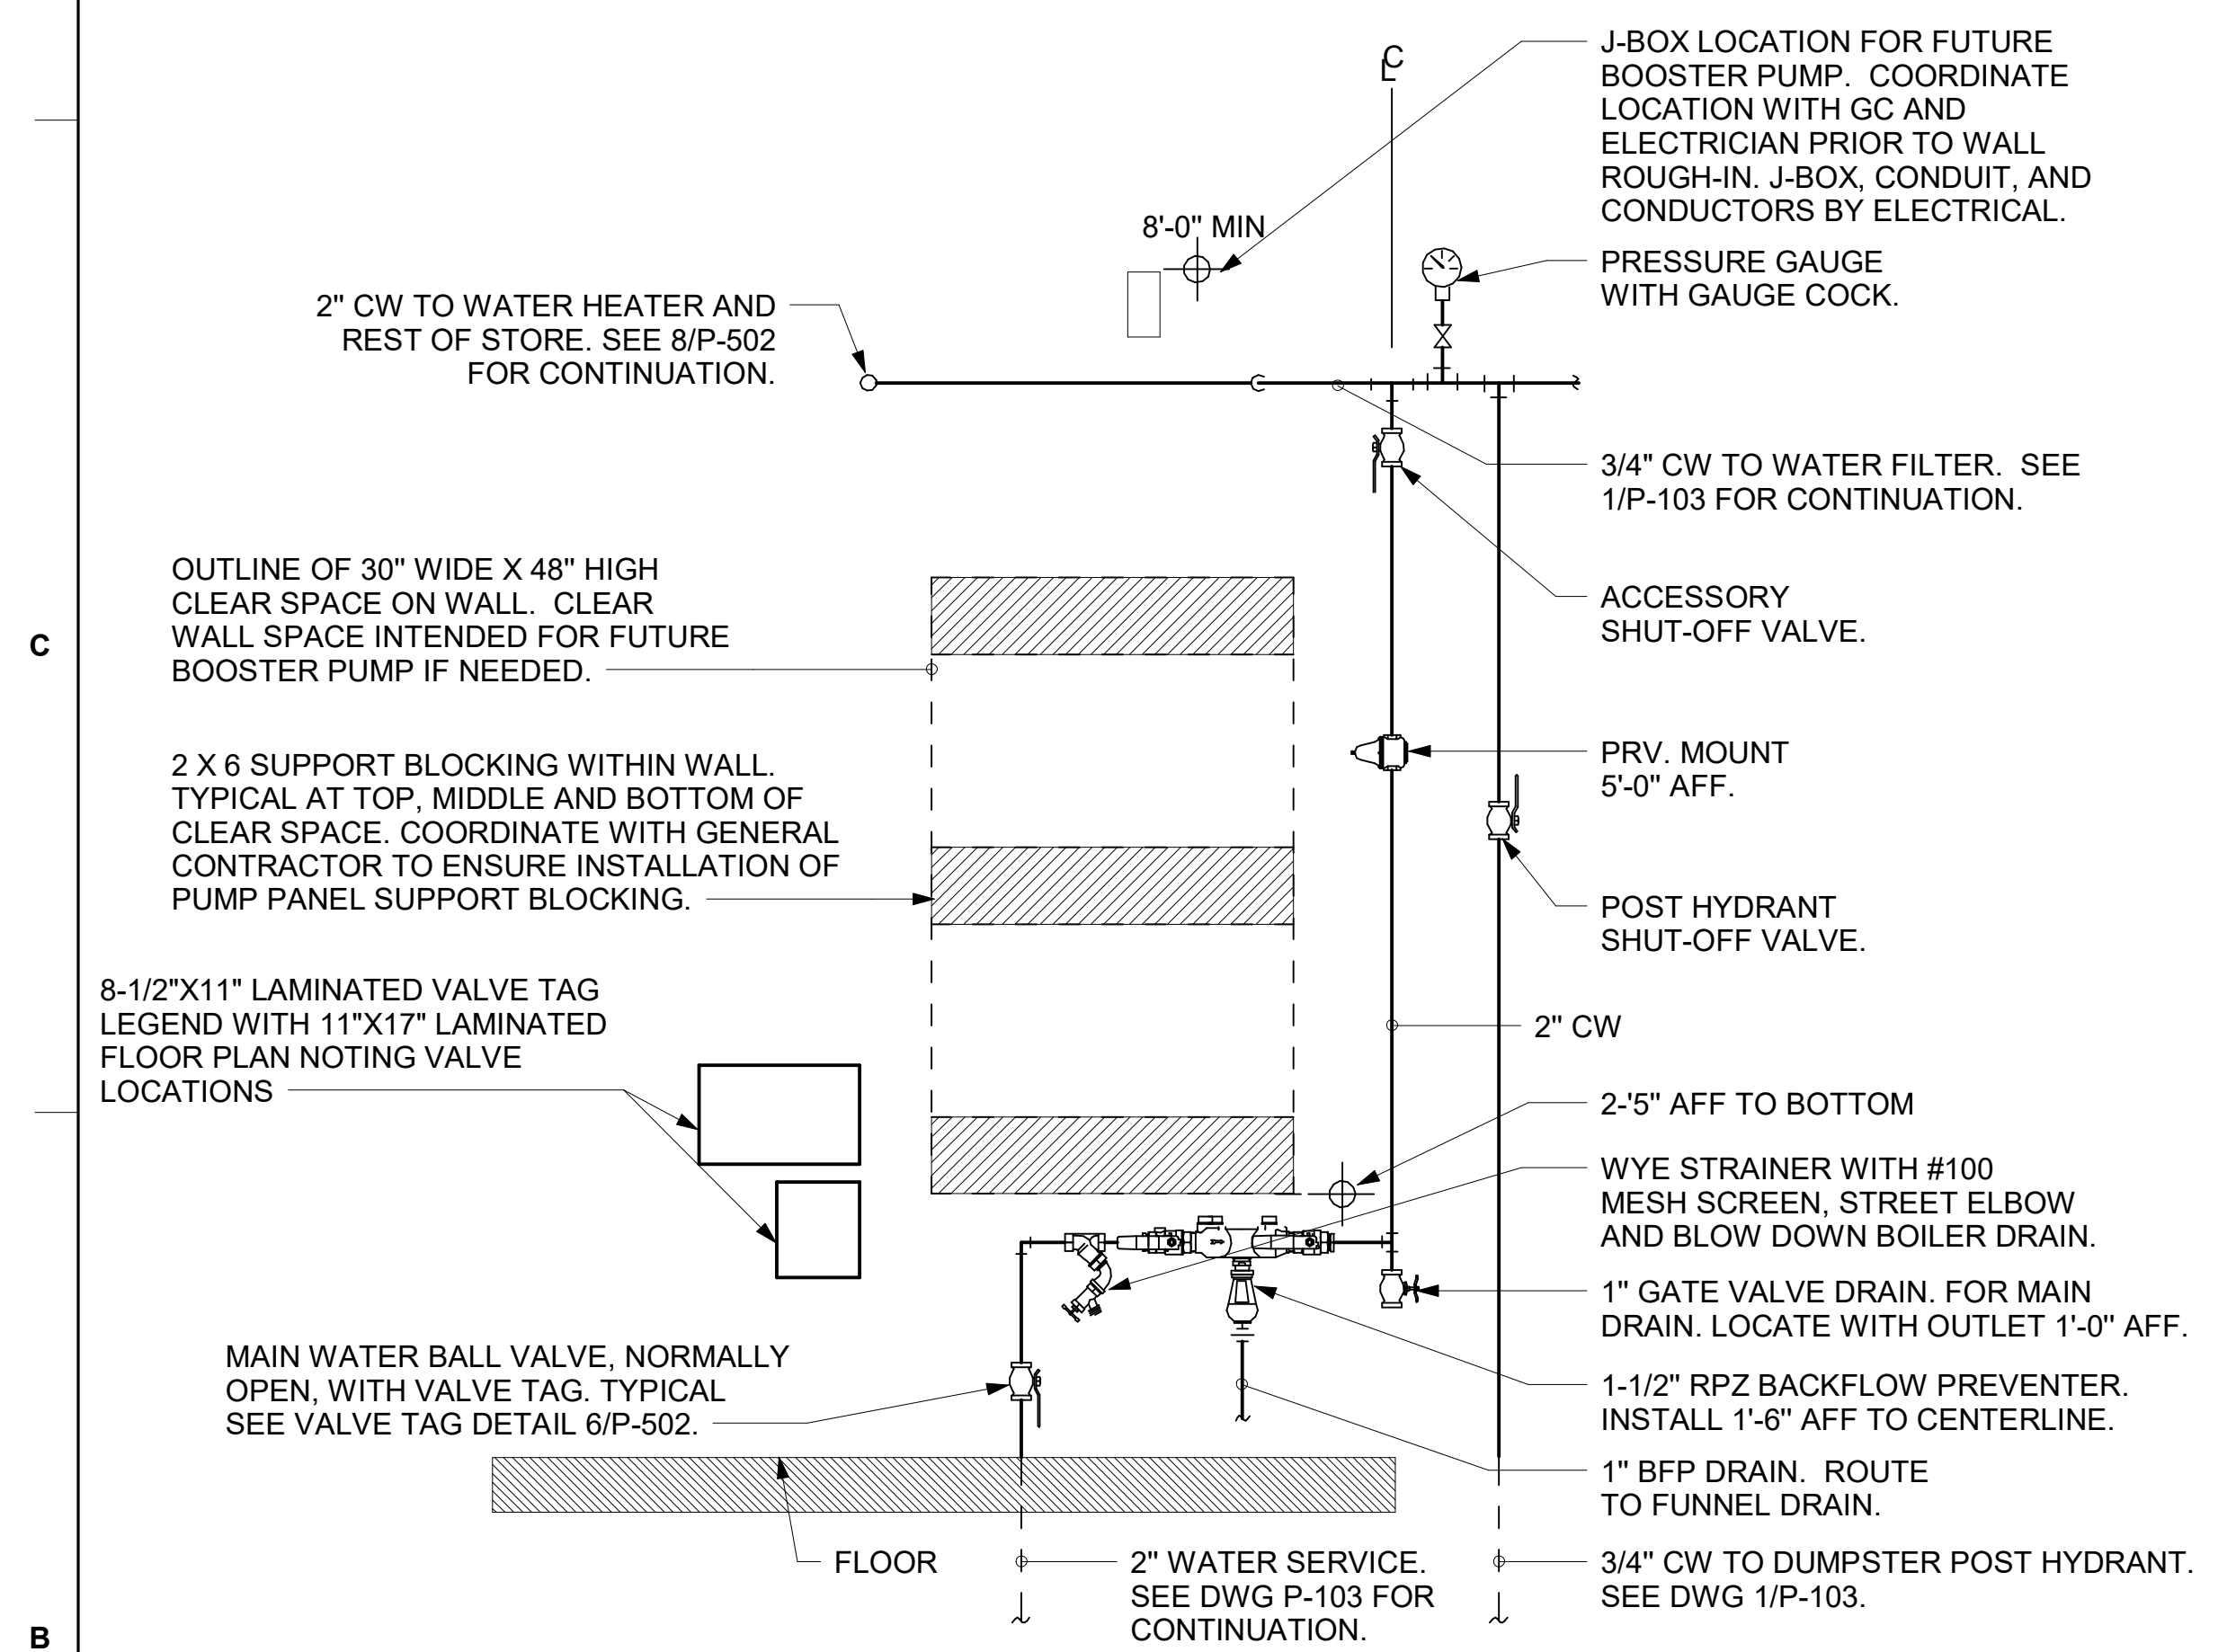 J-BOX LOCATION FOR FUTURE
BOOSTER PUMP.  COORDINATE
LOCATION WITH GC AND
ELECTRICIAN PRIOR TO WALL
ROUGH-IN. J-BOX, CONDUIT, AND
CONDUCTORS BY ELECTRICAL.
CL
8'-0" MIN
PRESSURE GAUGE
WITH GAUGE COCK.
2" CW TO WATER HEATER AND
REST OF STORE. SEE 8/P-502
FOR CONTINUATION.
3/4" CW TO WATER FILTER.  SEE
1/P-103 FOR CONTINUATION.
OUTLINE OF 30" WIDE X 48" HIGH
CLEAR SPACE ON WALL.  CLEAR
WALL SPACE INTENDED FOR FUTURE
BOOSTER PUMP IF NEEDED.
ACCESSORY
SHUT-OFF VALVE.
C
2 X 6 SUPPORT BLOCKING WITHIN WALL.
TYPICAL AT TOP, MIDDLE AND BOTTOM OF
CLEAR SPACE. COORDINATE WITH GENERAL
CONTRACTOR TO ENSURE INSTALLATION OF
PUMP PANEL SUPPORT BLOCKING.
PRV. MOUNT
5'-0" AFF.
POST HYDRANT
SHUT-OFF VALVE.
8-1/2"X11" LAMINATED VALVE TAG
LEGEND WITH 11"X17" LAMINATED
FLOOR PLAN NOTING VALVE
LOCATIONS
2" CW
2-'5" AFF TO BOTTOM
WYE STRAINER WITH #100
MESH SCREEN, STREET ELBOW
AND BLOW DOWN BOILER DRAIN.
1" GATE VALVE DRAIN. FOR MAIN
DRAIN. LOCATE WITH OUTLET 1'-0" AFF.
MAIN WATER BALL VALVE, NORMALLY
OPEN, WITH VALVE TAG. TYPICAL
SEE VALVE TAG DETAIL 6/P-502.
1-1/2" RPZ BACKFLOW PREVENTER.
INSTALL 1'-6" AFF TO CENTERLINE.
1" BFP DRAIN.  ROUTE
TO FUNNEL DRAIN.
FLOOR
2" WATER SERVICE.
SEE DWG P-103 FOR
CONTINUATION.
3/4" CW TO DUMPSTER POST HYDRANT.
SEE DWG 1/P-103.
B